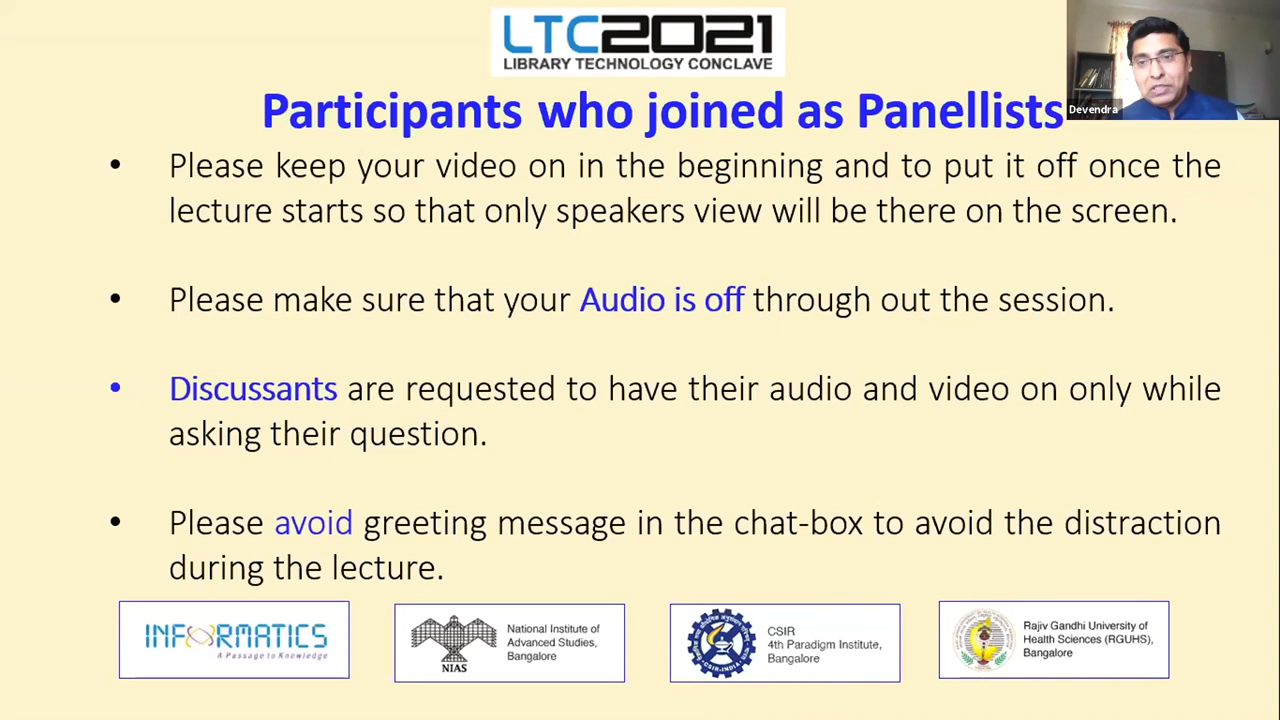 LTC2021
LIBRARY TECHNOLOGY CONCLAVE
Participants who joined as Panellists
Devendra
• Please keep your video on in the beginning and to put it off once the
lecture starts so that only speakers view will be there on the screen.
• Please make sure that your Audio is off through out the session.
• Discussants are requested to have their audio and video on only while
asking their question.
• Please avoid greeting message in the chat-box to avoid the distraction
during the lecture.
INFORMATICS
A Passage to Knowledge
NIAS
National Institute of
Advanced Studies,
Bangalore
CSIR-INDIA
CSIR
4th Paradigm Institute,
Bangalore
Rajiv Gandhi University of
Health Sciences (RGUHS),
Bangalore